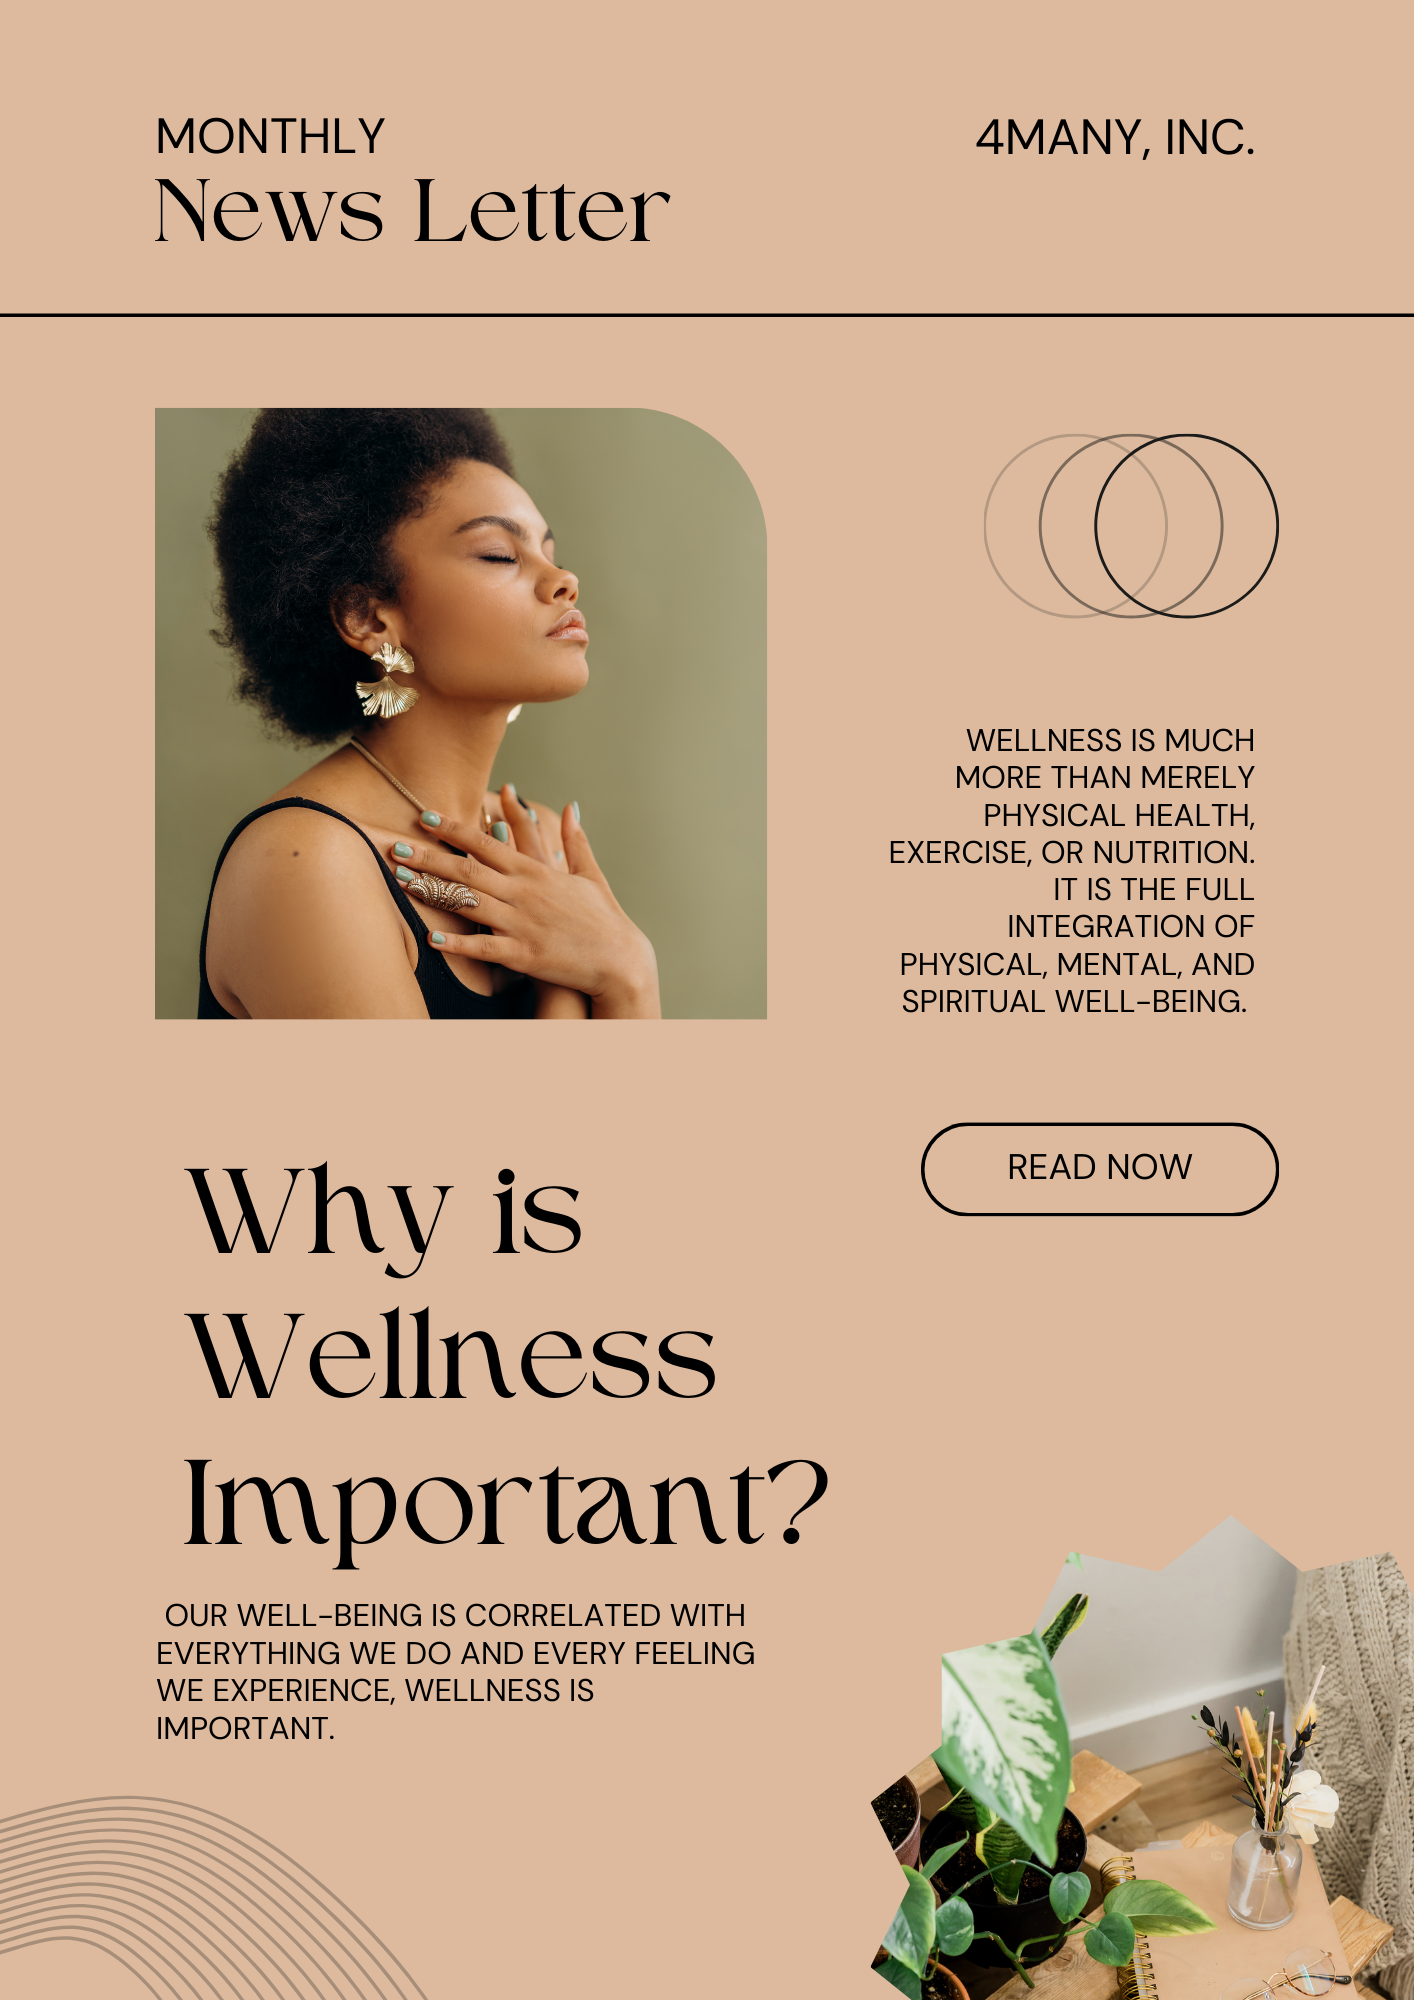 MONTHLY
News Letter
4MANY, INC.
WELLNESS IS MUCH
MORE THAN MERELY
PHYSICAL HEALTH,
EXERCISE, OR NUTRITION.
IT IS THE FULL
INTEGRATION OF
PHYSICAL, MENTAL, AND
SPIRITUAL WELL-BEING.
READ NOW
Why is
Wellness
Important?
OUR WELL-BEING IS CORRELATED WITH
EVERYTHING WE DO AND EVERY FEELING
WE EXPERIENCE, WELLNESS IS
IMPORTANT.